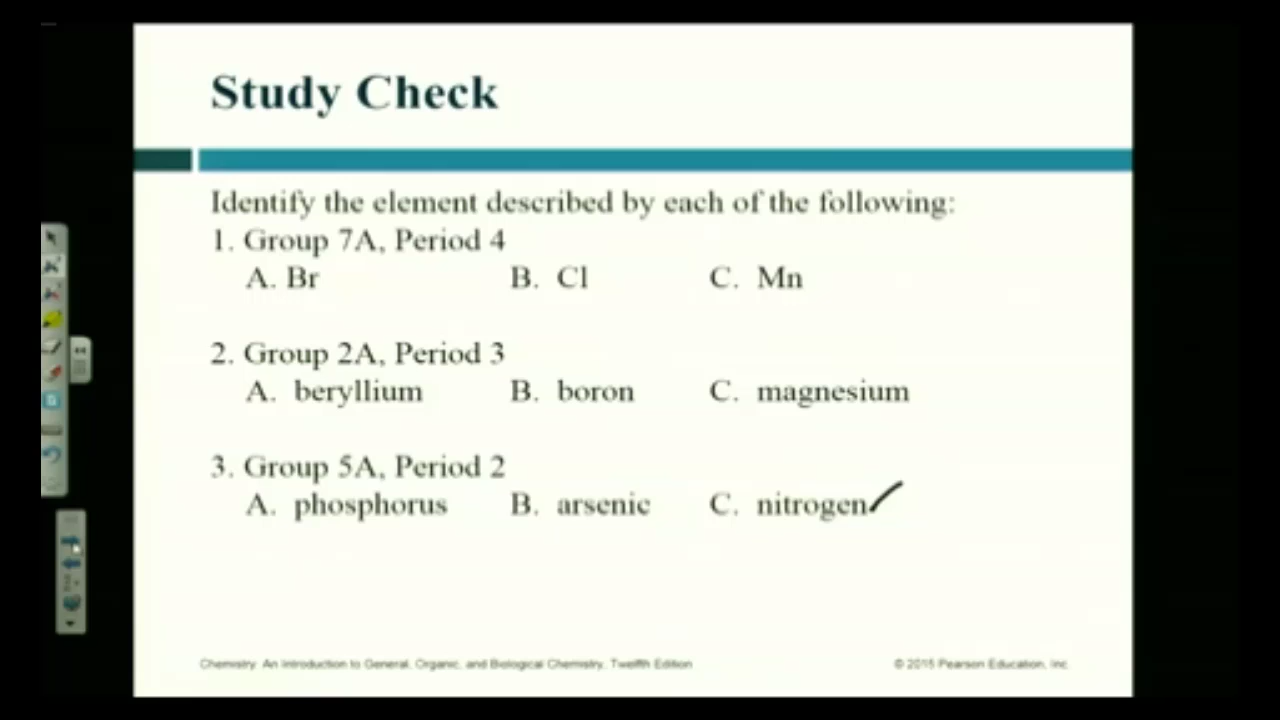 Study Check
Identify the element described by each of the following:
1. Group 7A, Period 4
A. Br B. Cl C. Mn
2. Group 2A, Period 3
A. beryllium B. boron C. magnesium
3. Group 5A, Period 2
A. phosphorus B. arsenic C. nitrogen
Chemistry: An Introduction to General, Organic, and Biological Chemistry, Twelfth Edition
© 2015 Pearson Education, Inc.